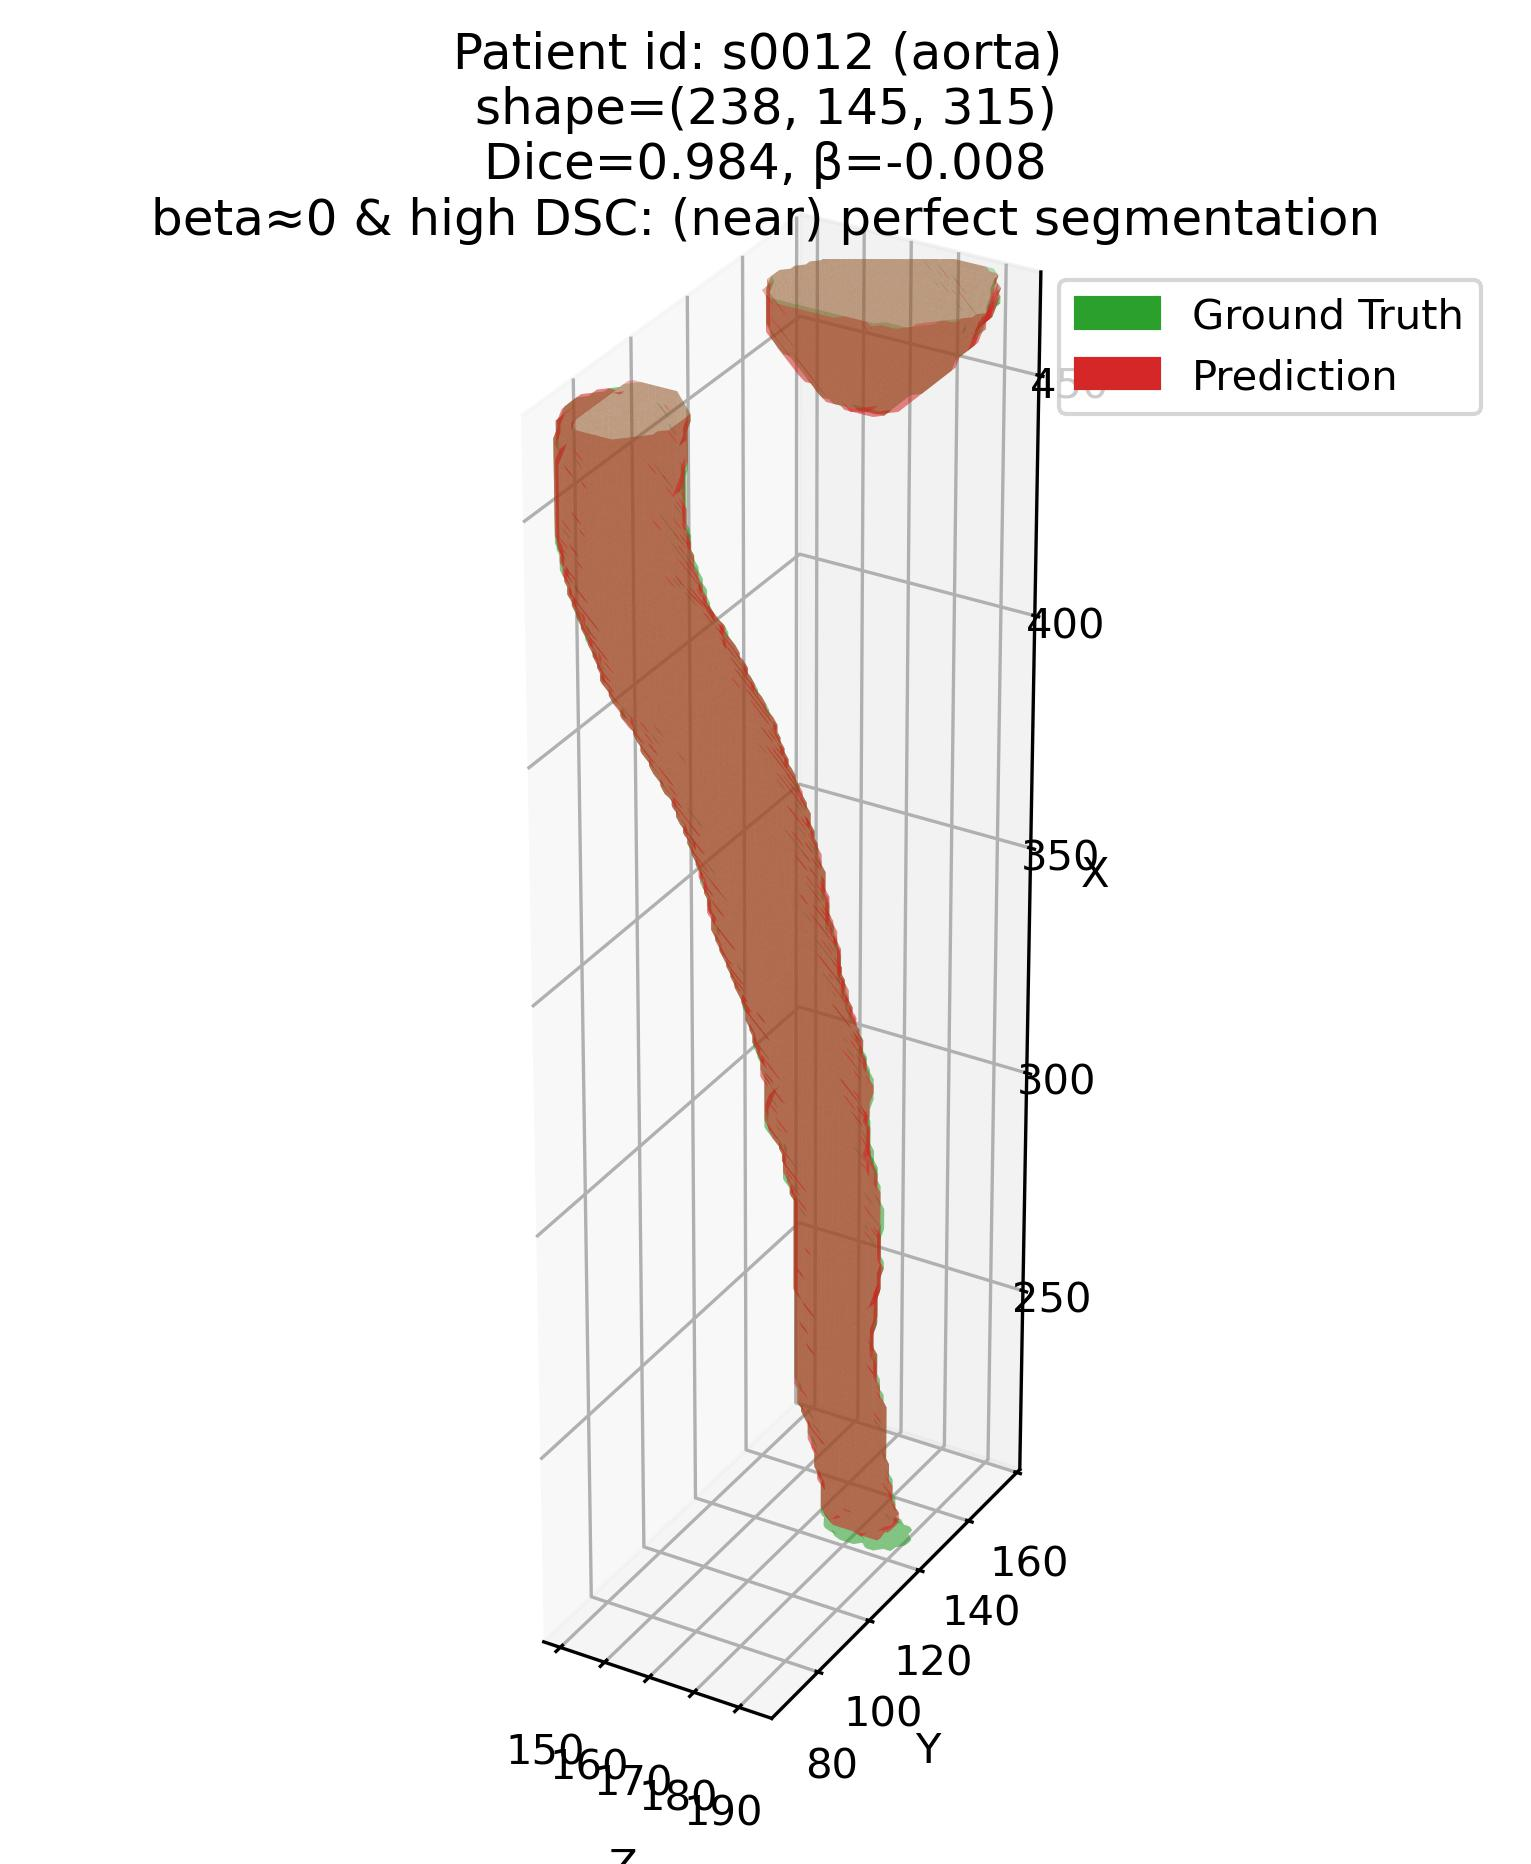 Patient id: s0012 (aorta)
shape=(238, 145, 315)
Dice=0.984, β=-0.008
beta≈0 & high DSC: (near) perfect segmentation
Ground Truth
Prediction
450
400
350
X
300
250
160
140
120
100
80
Y
150
160
170
180
190
Z